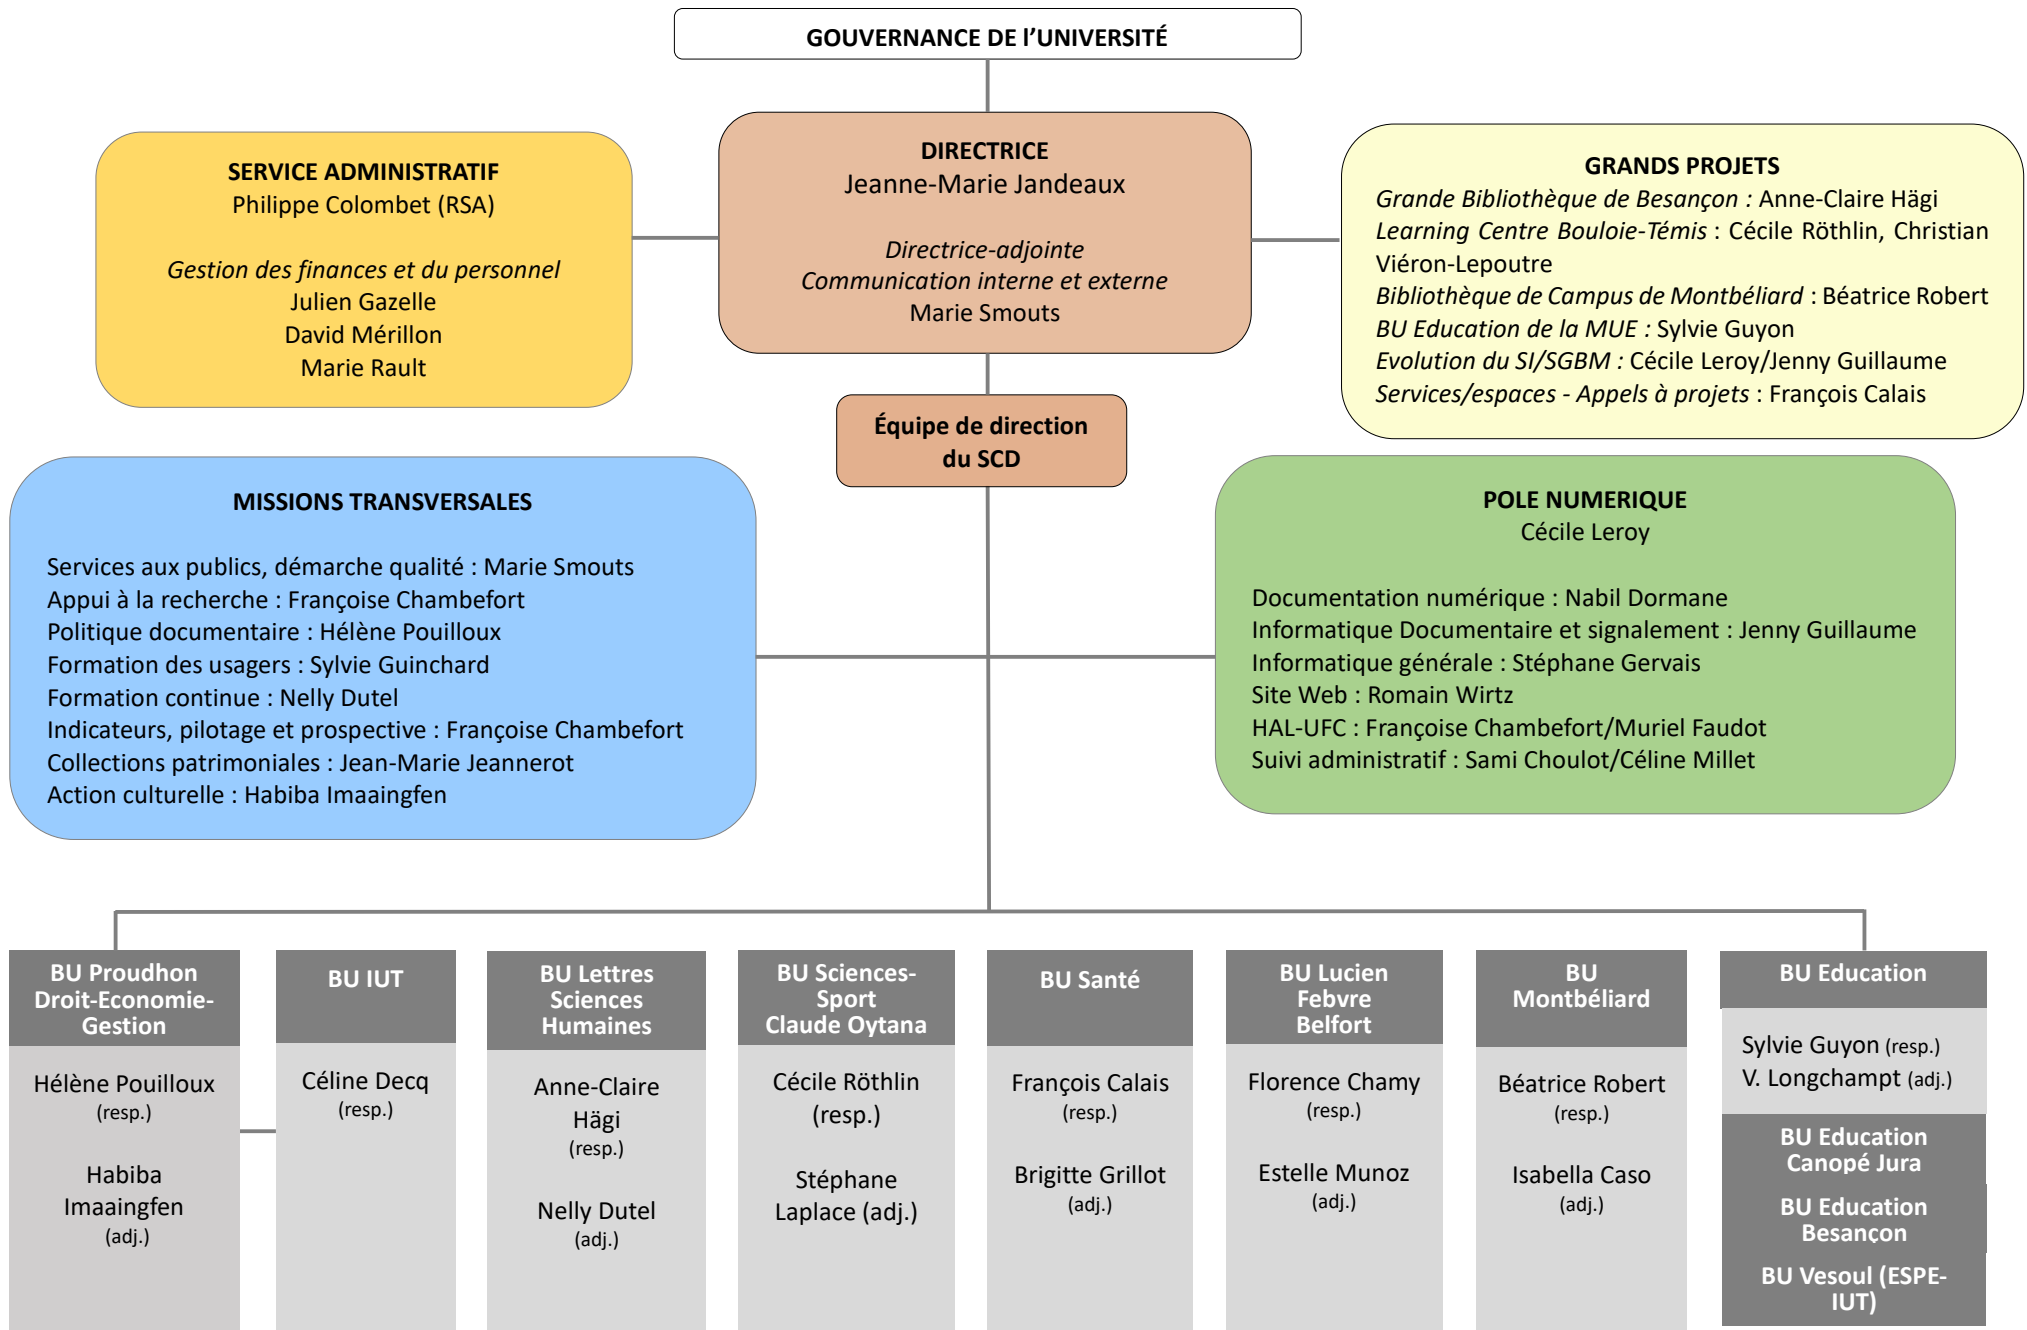 GOUVERNANCE DE l'UNIVERSITÉ
SERVICE ADMINISTRATIF
Philippe Colombet (RSA)
Gestion des finances et du personnel
Julien Gazelle
David Mérillon
Marie Rault
DIRECTRICE
Jeanne-Marie Jandeaux
Directrice-adjointe
Communication interne et externe
Marie Smouts
GRANDS PROJETS
Grande Bibliothèque de Besançon : Anne-Claire Hägi
Learning Centre Bouloie-Témis : Cécile Röthlin, Christian
Viéron-Lepoutre
Bibliothèque de Campus de Montbéliard : Béatrice Robert
BU Education de la MUE : Sylvie Guyon
Evolution du SI/SGBM : Cécile Leroy/Jenny Guillaume
Services/espaces - Appels à projets : François Calais
Équipe de direction
du SCD
MISSIONS TRANSVERSALES
Services aux publics, démarche qualité : Marie Smouts
Appui à la recherche : Françoise Chambefort
Politique documentaire : Hélène Pouilloux
Formation des usagers : Sylvie Guinchard
Formation continue : Nelly Dutel
Indicateurs, pilotage et prospective : Françoise Chambefort
Collections patrimoniales : Jean-Marie Jeannerot
Action culturelle : Habiba Imaaingfen
POLE NUMERIQUE
Cécile Leroy
Documentation numérique : Nabil Dormane
Informatique Documentaire et signalement : Jenny Guillaume
Informatique générale : Stéphane Gervais
Site Web : Romain Wirtz
HAL-UFC : Françoise Chambefort/Muriel Faudot
Suivi administratif : Sami Choulot/Céline Millet
BU Proudhon
Droit-Economie-
Gestion
Hélène Pouilloux
(resp.)
Habiba
Imaaingfen
(adj.)
BU IUT
Céline Decq
(resp.)
BU Lettres
Sciences
Humaines
Anne-Claire
Hägi
(resp.)
Nelly Dutel
(adj.)
BU Sciences-
Sport
Claude Oytana
Cécile Röthlin
(resp.)
Stéphane
Laplace (adj.)
BU Santé
François Calais
(resp.)
Brigitte Grillot
(adj.)
BU Lucien
Febvre
Belfort
Florence Chamy
(resp.)
Estelle Munoz
(adj.)
BU
Montbéliard
Béatrice Robert
(resp.)
Isabella Caso
(adj.)
BU Education
Sylvie Guyon (resp.)
V. Longchampt (adj.)
BU Education
Canopé Jura
BU Education
Besançon
BU Vesoul (ESPE-
IUT)